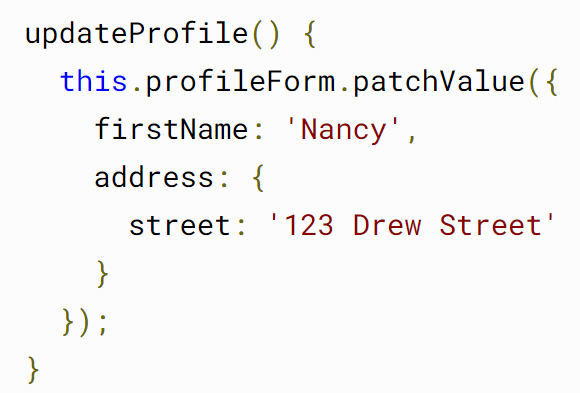 updateProfile() {
  this.profileForm.patchValue({
    firstName: 'Nancy',
    address: {
      street: '123 Drew Street'
    }
  });
}